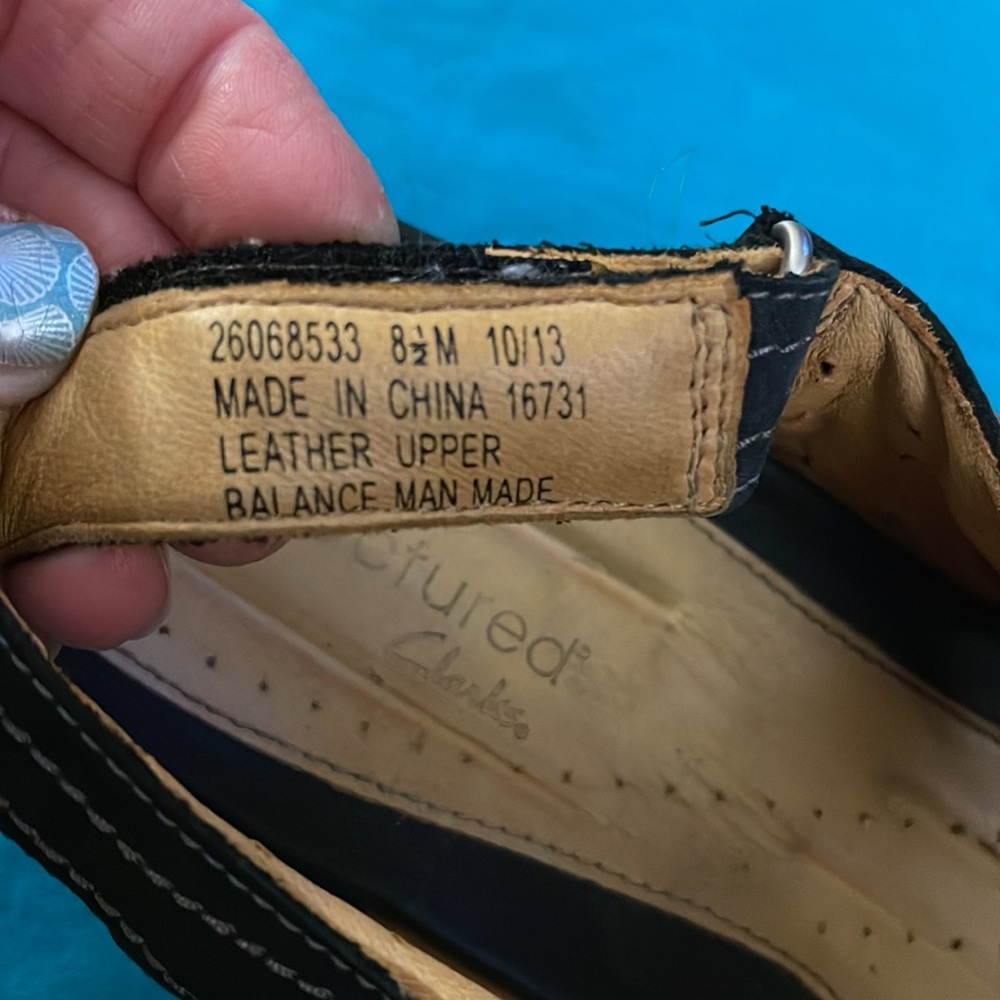 26068533 8½M 10/13
MADE IN CHINA 16731
LEATHER UPPER
BALANCE MAN MADE
ctured®
Clarks®